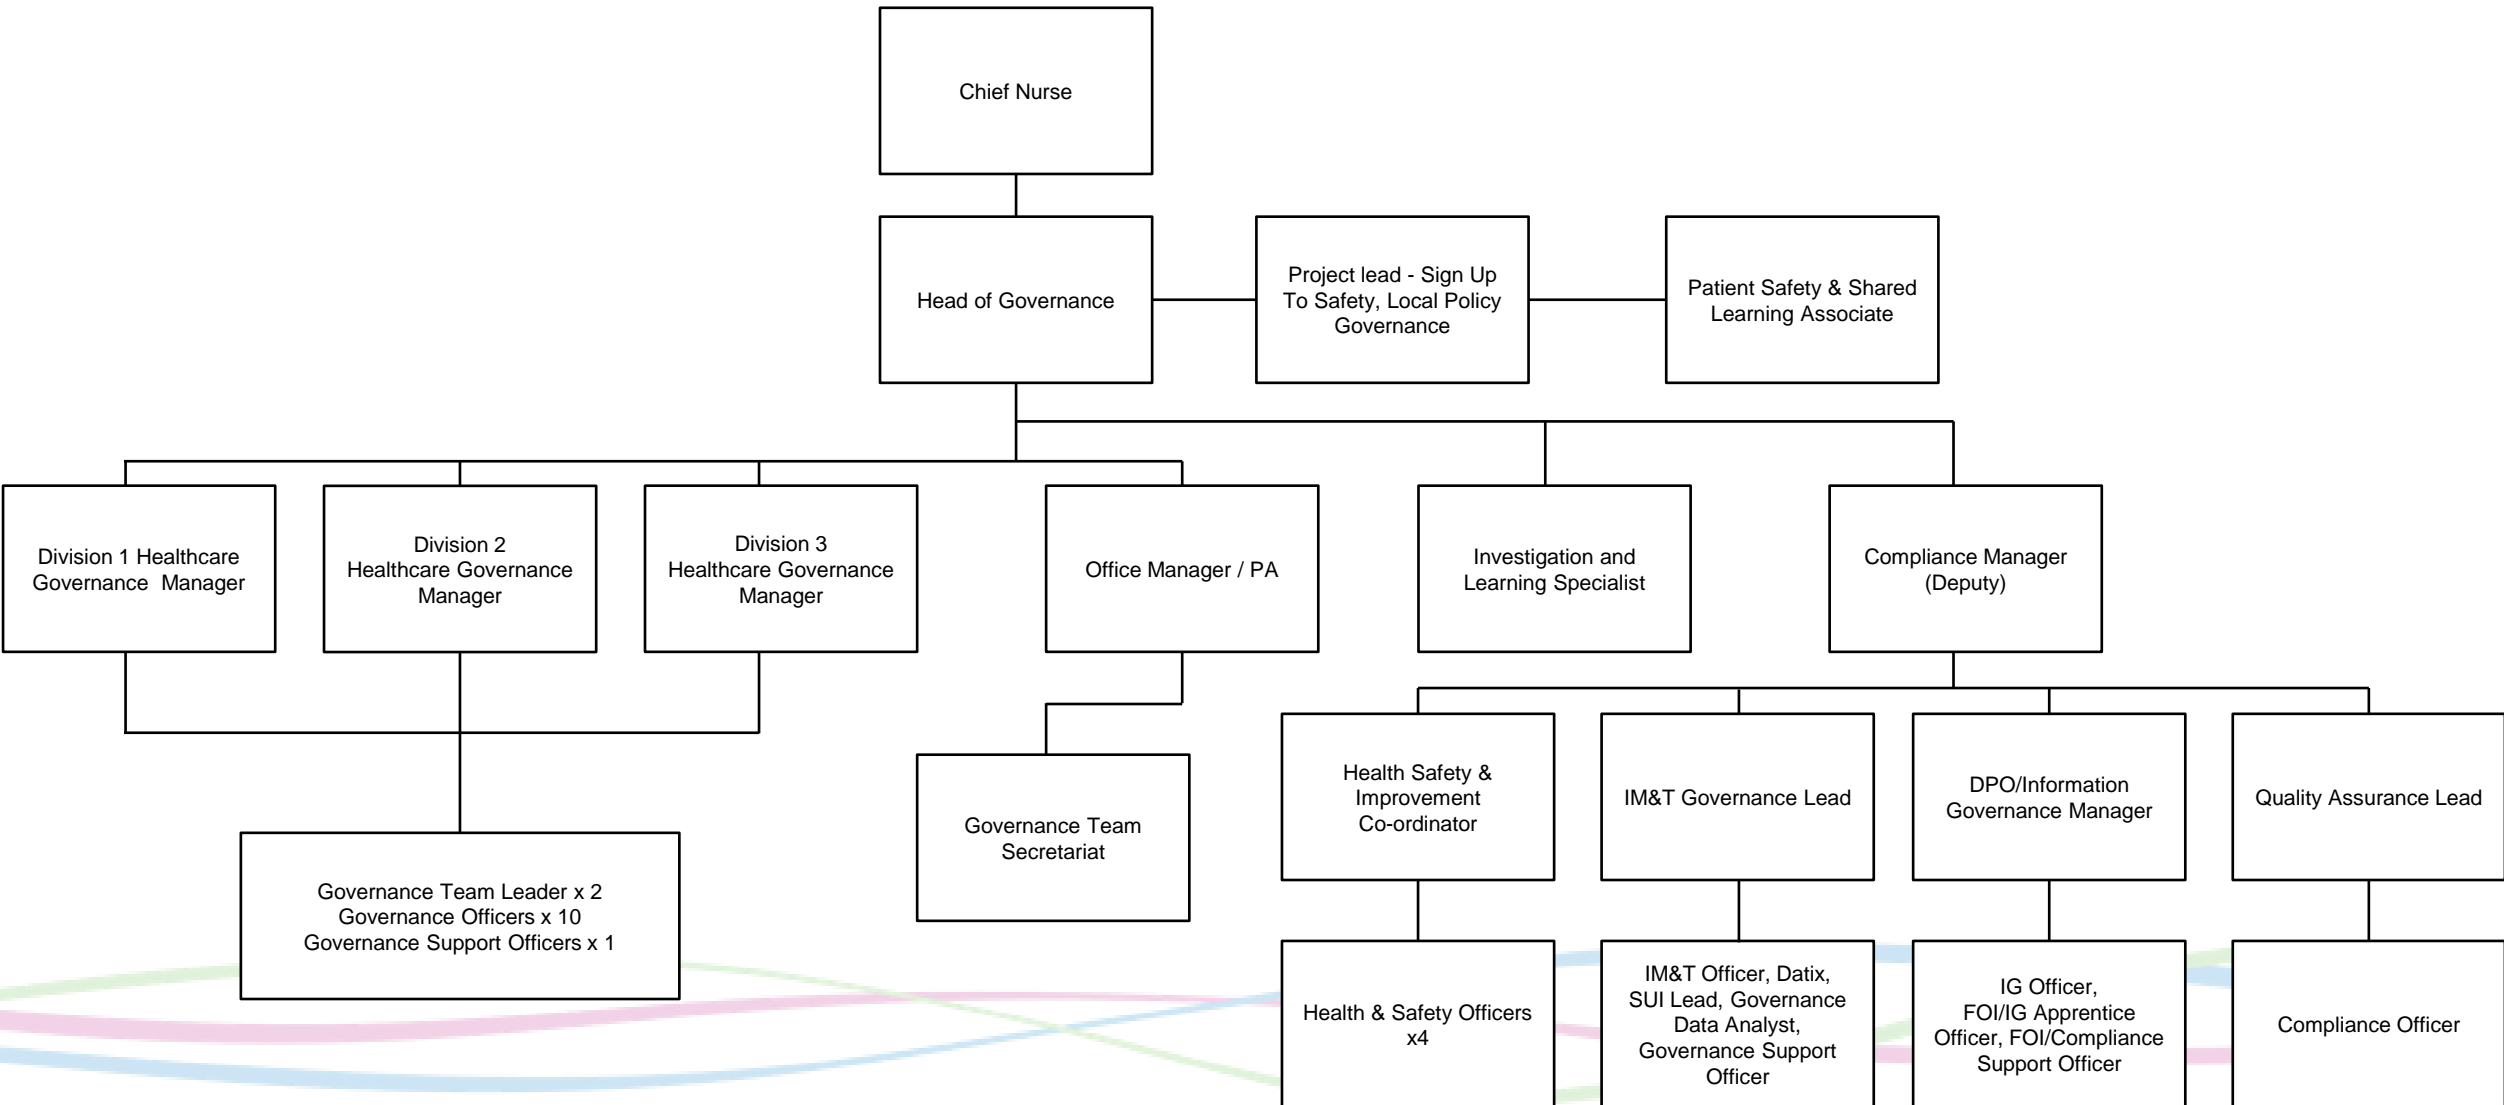 Chief Nurse
Head of Governance
Project lead - Sign Up
To Safety, Local Policy
Governance
Patient Safety & Shared
Learning Associate
Division 1 Healthcare
Governance  Manager
Division 2
Healthcare Governance
Manager
Division 3
Healthcare Governance
Manager
Office Manager / PA
Investigation and
Learning Specialist
Compliance Manager
(Deputy)
Governance Team Leader x 2
Governance Officers x 10
Governance Support Officers x 1
Governance Team
Secretariat
Health Safety &
Improvement
Co-ordinator
IM&T Governance Lead
DPO/Information
Governance Manager
Quality Assurance Lead
Health & Safety Officers
x4
IM&T Officer, Datix,
SUI Lead, Governance
Data Analyst,
Governance Support
Officer
IG Officer,
FOI/IG Apprentice
Officer, FOI/Compliance
Support Officer
Compliance Officer